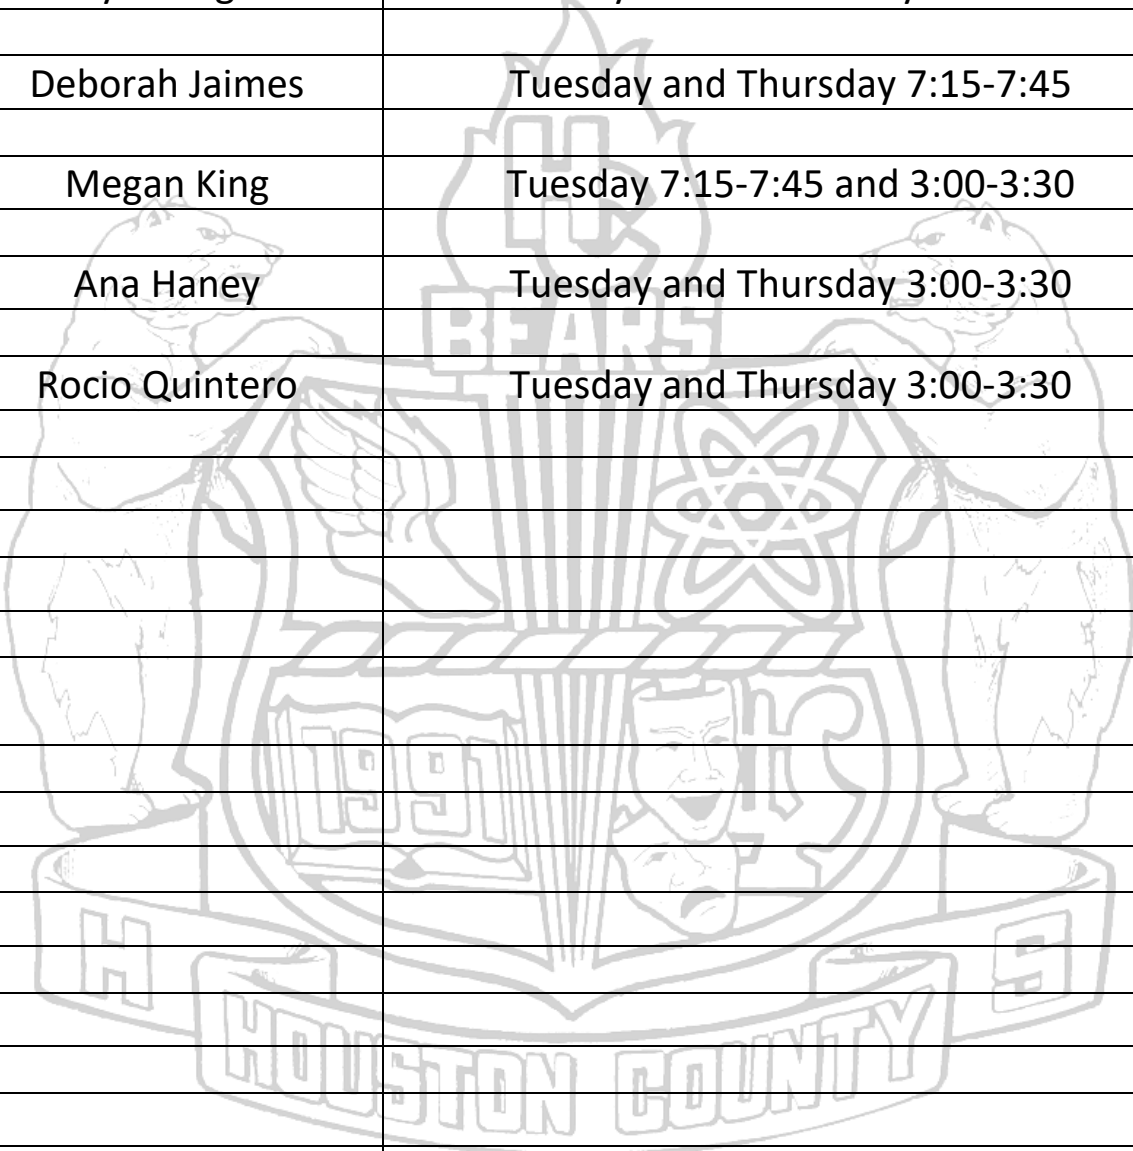 Deborah Jaimes Tuesday and Thursday 7:15-7:45
HC
Megan King Tuesday 7:15-7:45 and 3:00-3:30
Ana Haney Tuesday and Thursday 3:00-3:30
BEARS
Rocio Quintero Tuesday and Thursday 3:00-3:30
1991
H S
HOUSTON COUNTY